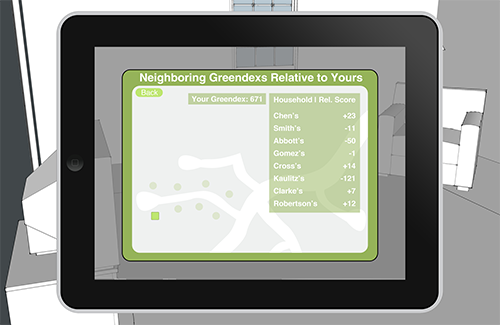 Neighboring Greendexs Relative to Yours
Back
Your Greendex: 671
Household | Rel. Score
Chen's +23
Smith's -11
Abbott's -50
Gomez's -1
Cross's +14
Kaulitz's -121
Clarke's +7
Robertson's +12